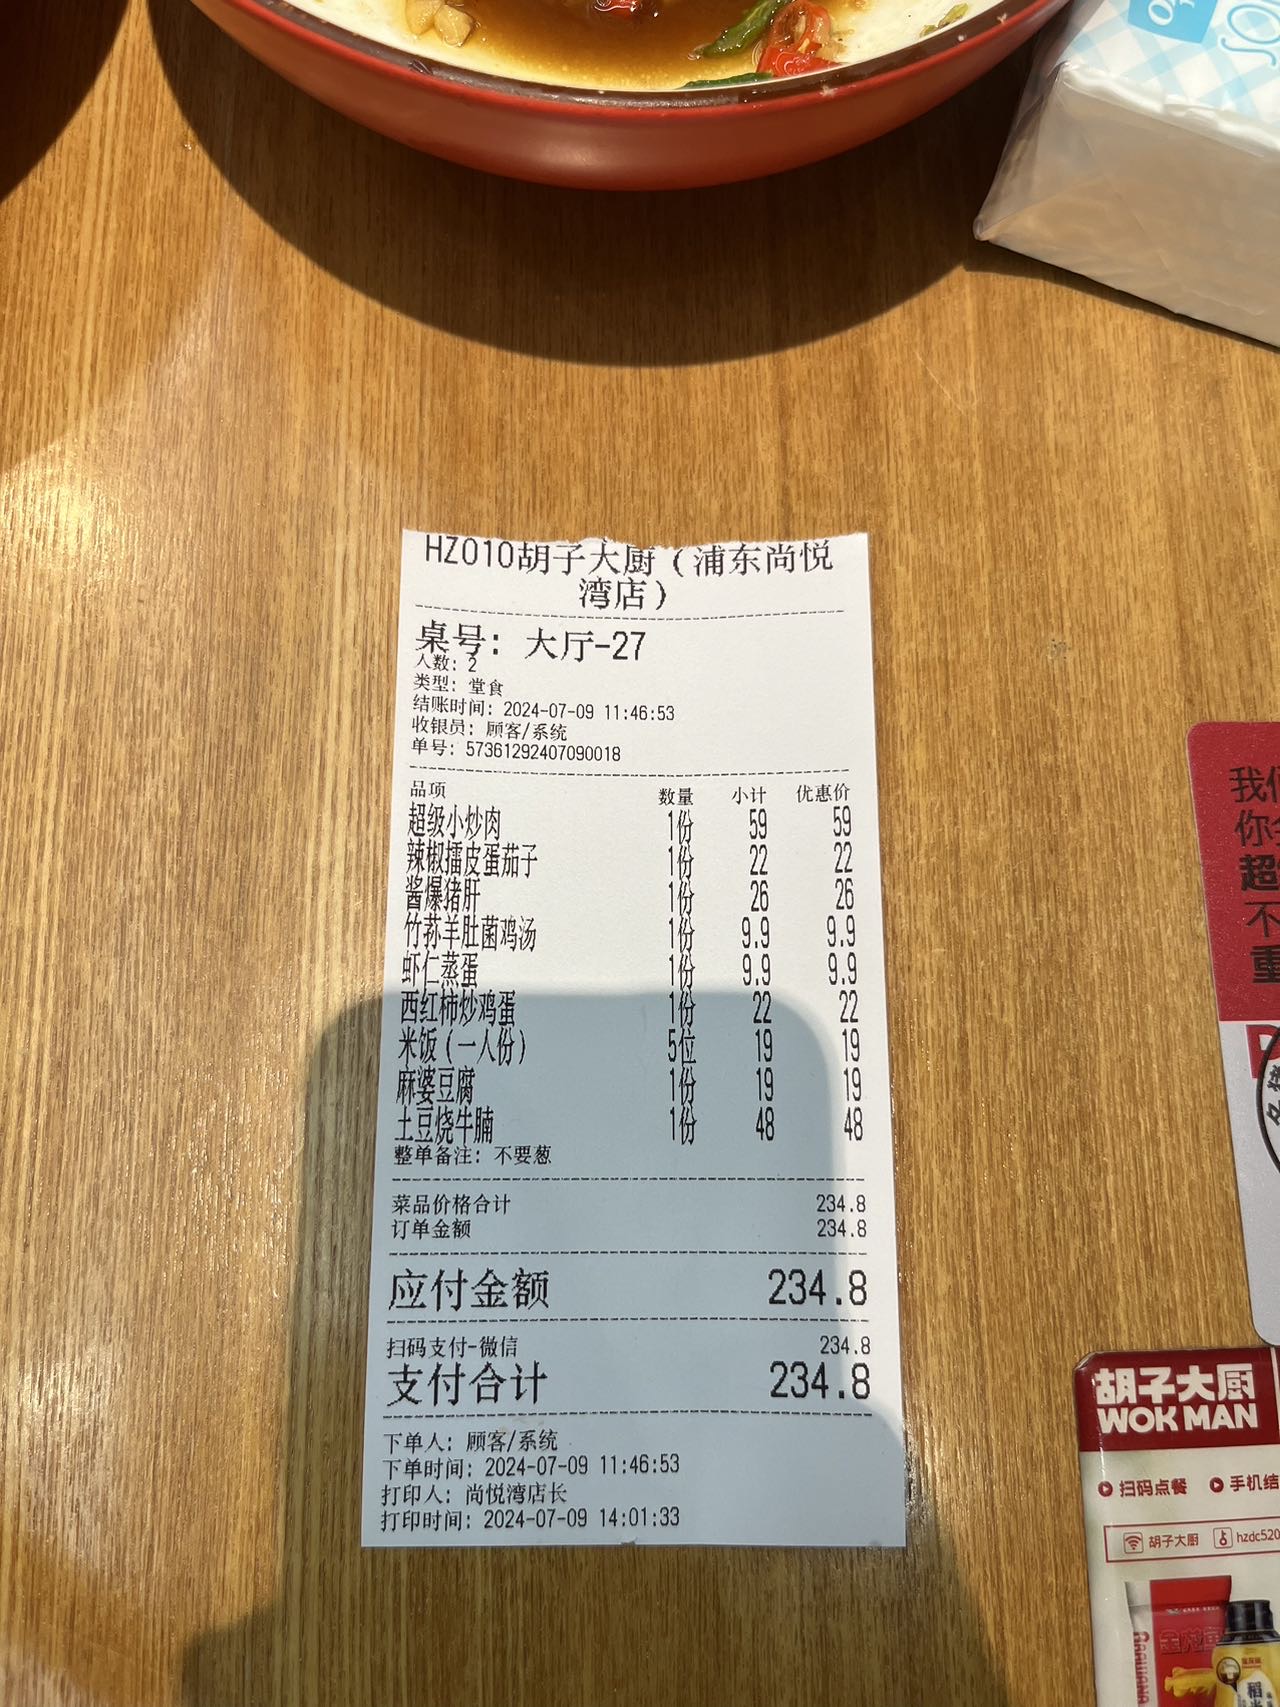 HZ010胡子大厨（浦东尚悦
湾店）
桌号: 大厅-27
人数: 2
类型: 堂食
结账时间: 2024-07-09 11:46:53
收银员: 顾客/系统
单号: 57361292407090018
品项 数量 小计 优惠价
超级小炒肉 1份 59 59
辣椒擂皮蛋茄子 1份 22 22
酱爆猪肝 1份 26 26
竹荪羊肚菌鸡汤 1份 9.9 9.9
虾仁蒸蛋 1份 9.9 9.9
西红柿炒鸡蛋 1份 22 22
米饭(一人份) 5位 19 19
麻婆豆腐 1份 19 19
土豆烧牛腩 1份 48 48
整单备注: 不要葱
菜品价格合计 234.8
订单金额 234.8
应付金额 234.8
扫码支付-微信 234.8
支付合计 234.8
下单人: 顾客/系统
下单时间: 2024-07-09 11:46:53
打印人: 尚悦湾店长
打印时间: 2024-07-09 14:01:33
我们
你
超
不
重
胡子大厨
WOK MAN
扫码点餐 手机结
胡子大厨 hzdc520